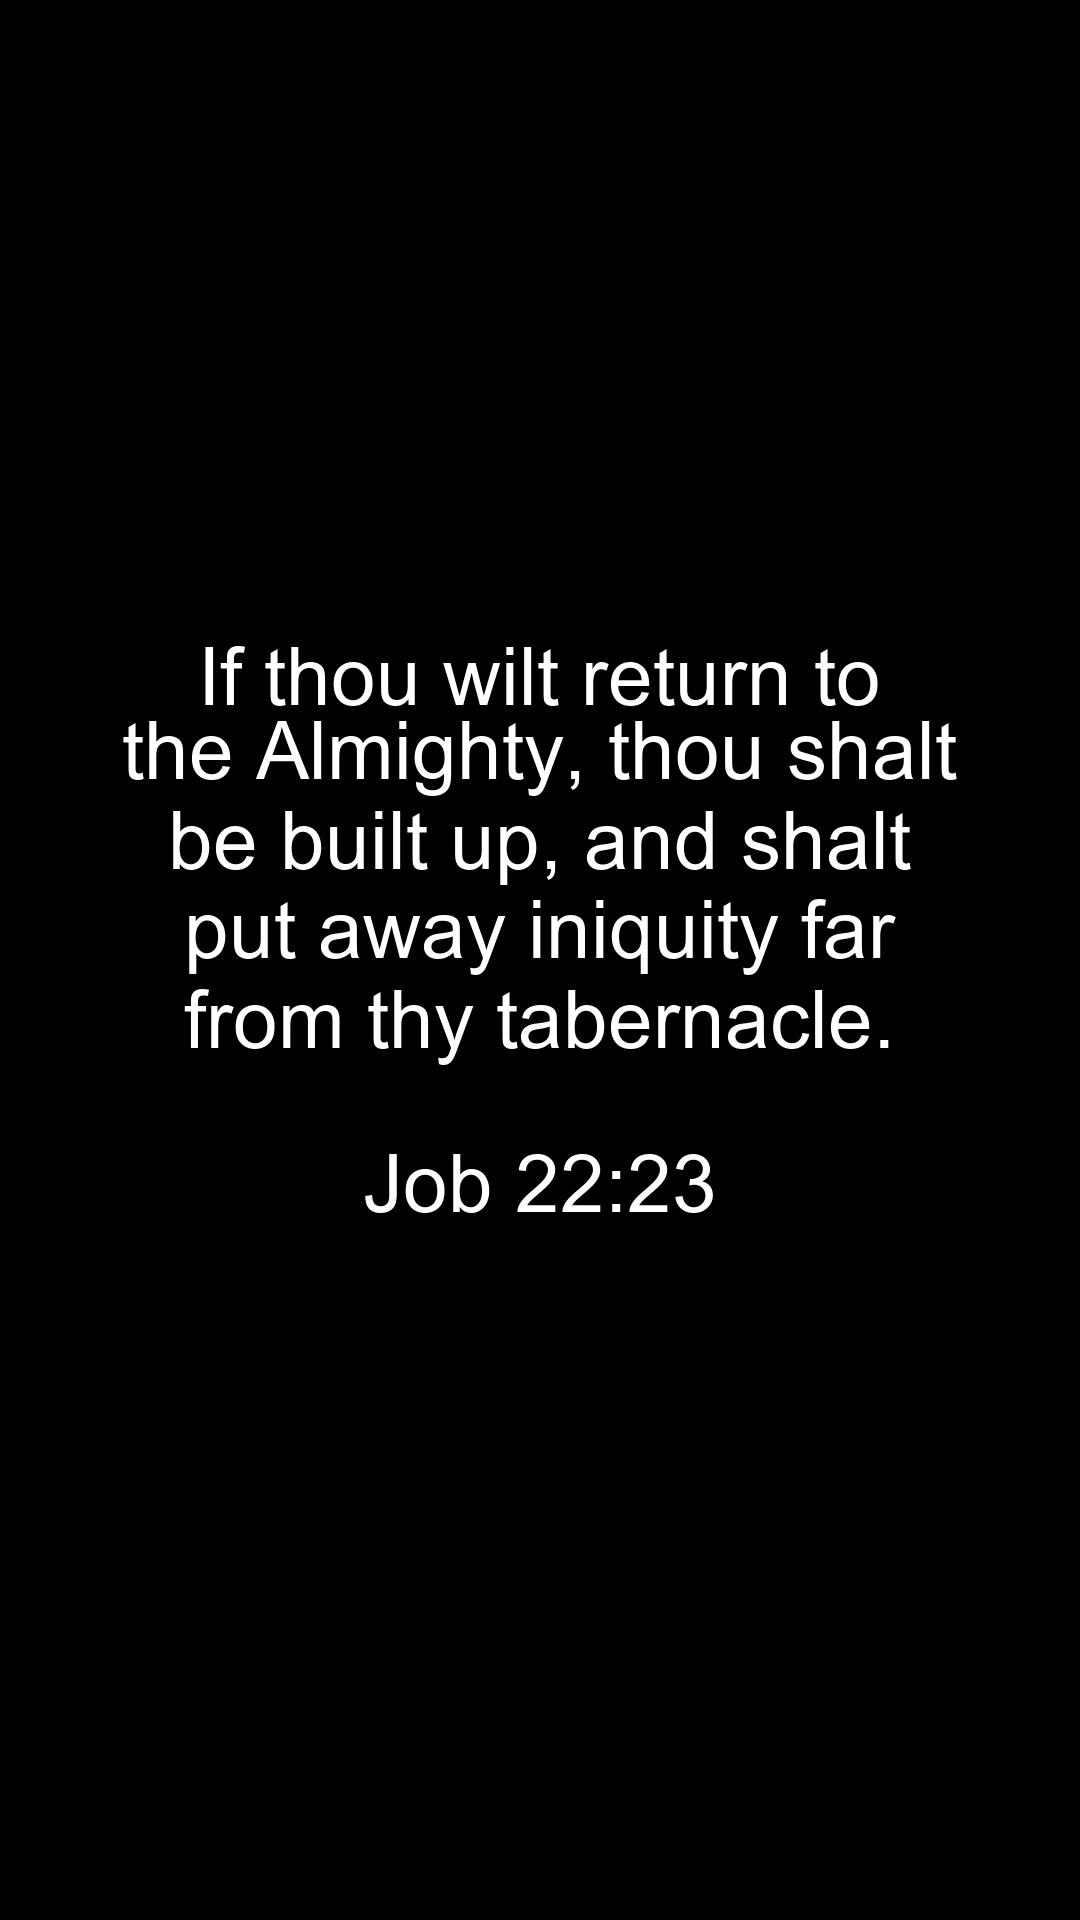 If thou wilt return to
the Almighty, thou shalt
be built up, and shalt
put away iniquity far
from thy tabernacle.
Job 22:23